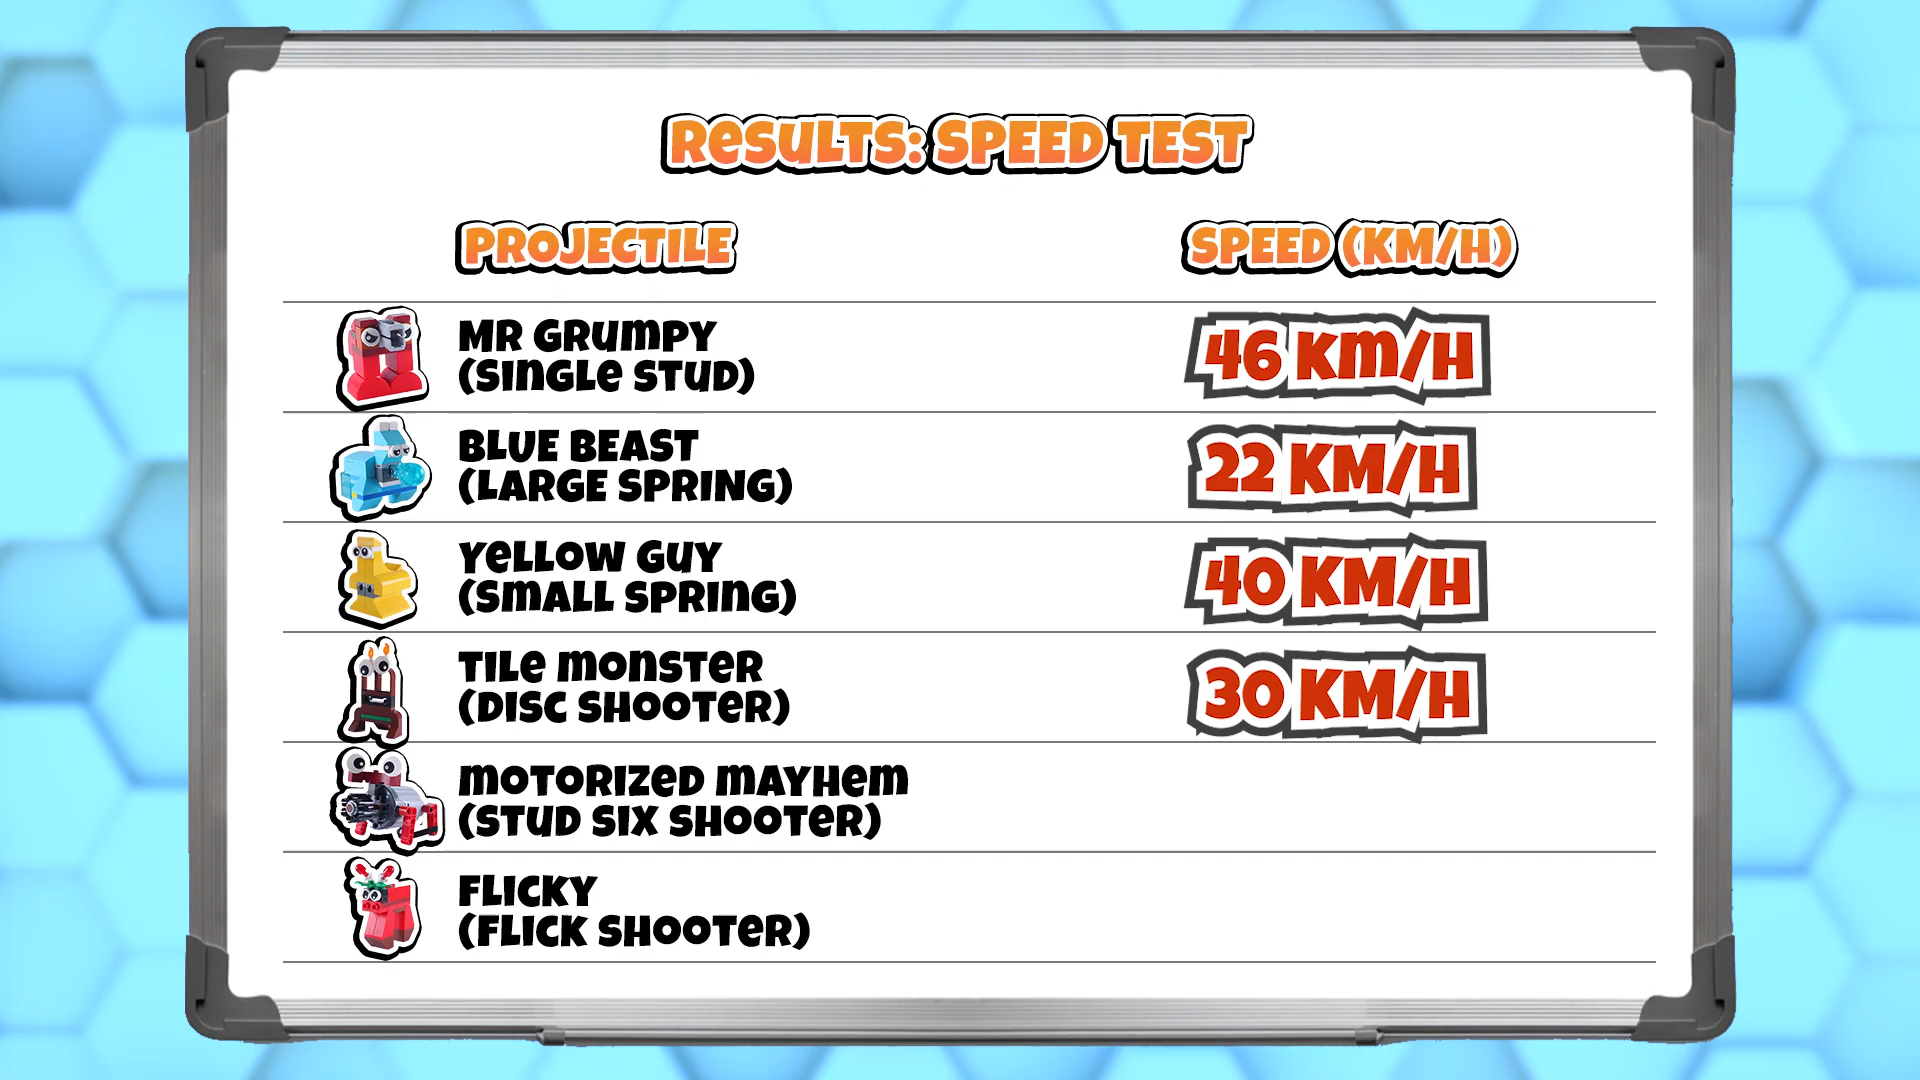 RESULTS: SPEED TEST
PROJECTILE SPEED (KM/H)
MR GRUMPY
(SINGLE STUD)
46 KM/H
BLUE BEAST
(LARGE SPRING)
22 KM/H
YELLOW GUY
(SMALL SPRING)
40 KM/H
TILE MONSTER
(DISC SHOOTER)
30 KM/H
MOTORIZED MAYHEM
(STUD SIX SHOOTER)
FLICKY
(FLICK SHOOTER)